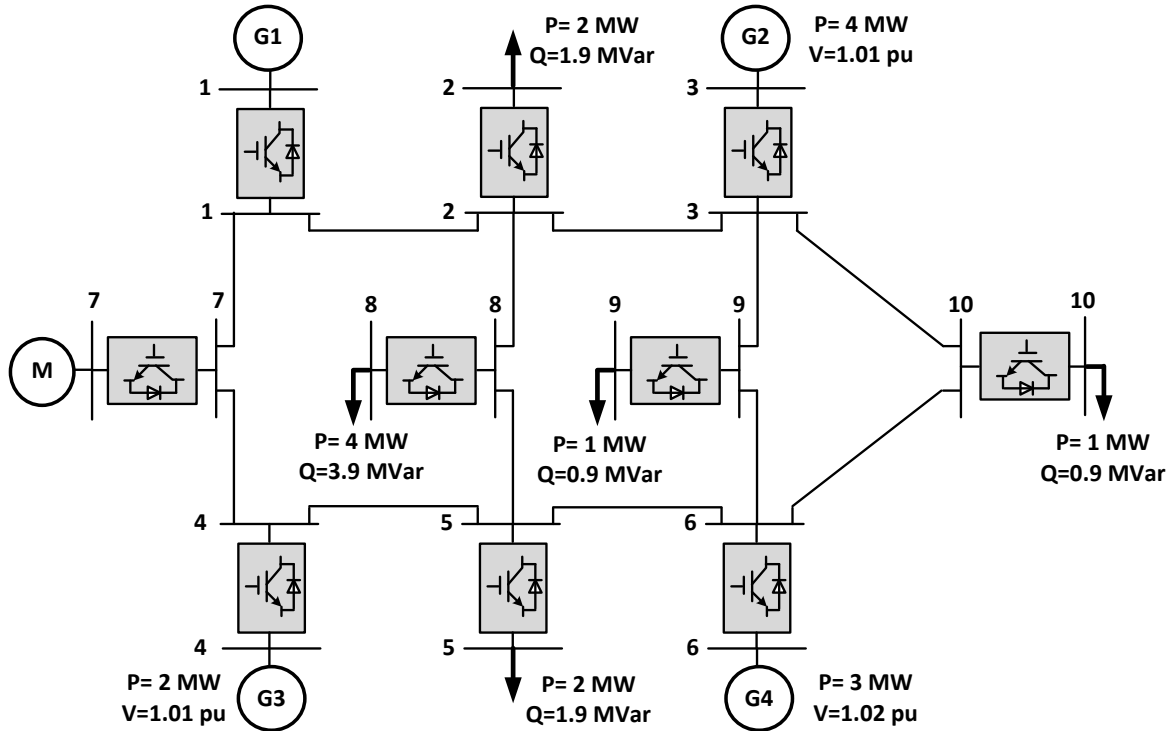 G1
P= 2 MW
Q=1.9 MVar
G2
P= 4 MW
V=1.01 pu
1
2
3
1
2
3
7
7
8
8
9
9
10
10
M
P= 4 MW
Q=3.9 MVar
P= 1 MW
Q=0.9 MVar
P= 1 MW
Q=0.9 MVar
4
5
6
4
5
6
P= 2 MW
V=1.01 pu
G3
P= 2 MW
Q=1.9 MVar
G4
P= 3 MW
V=1.02 pu